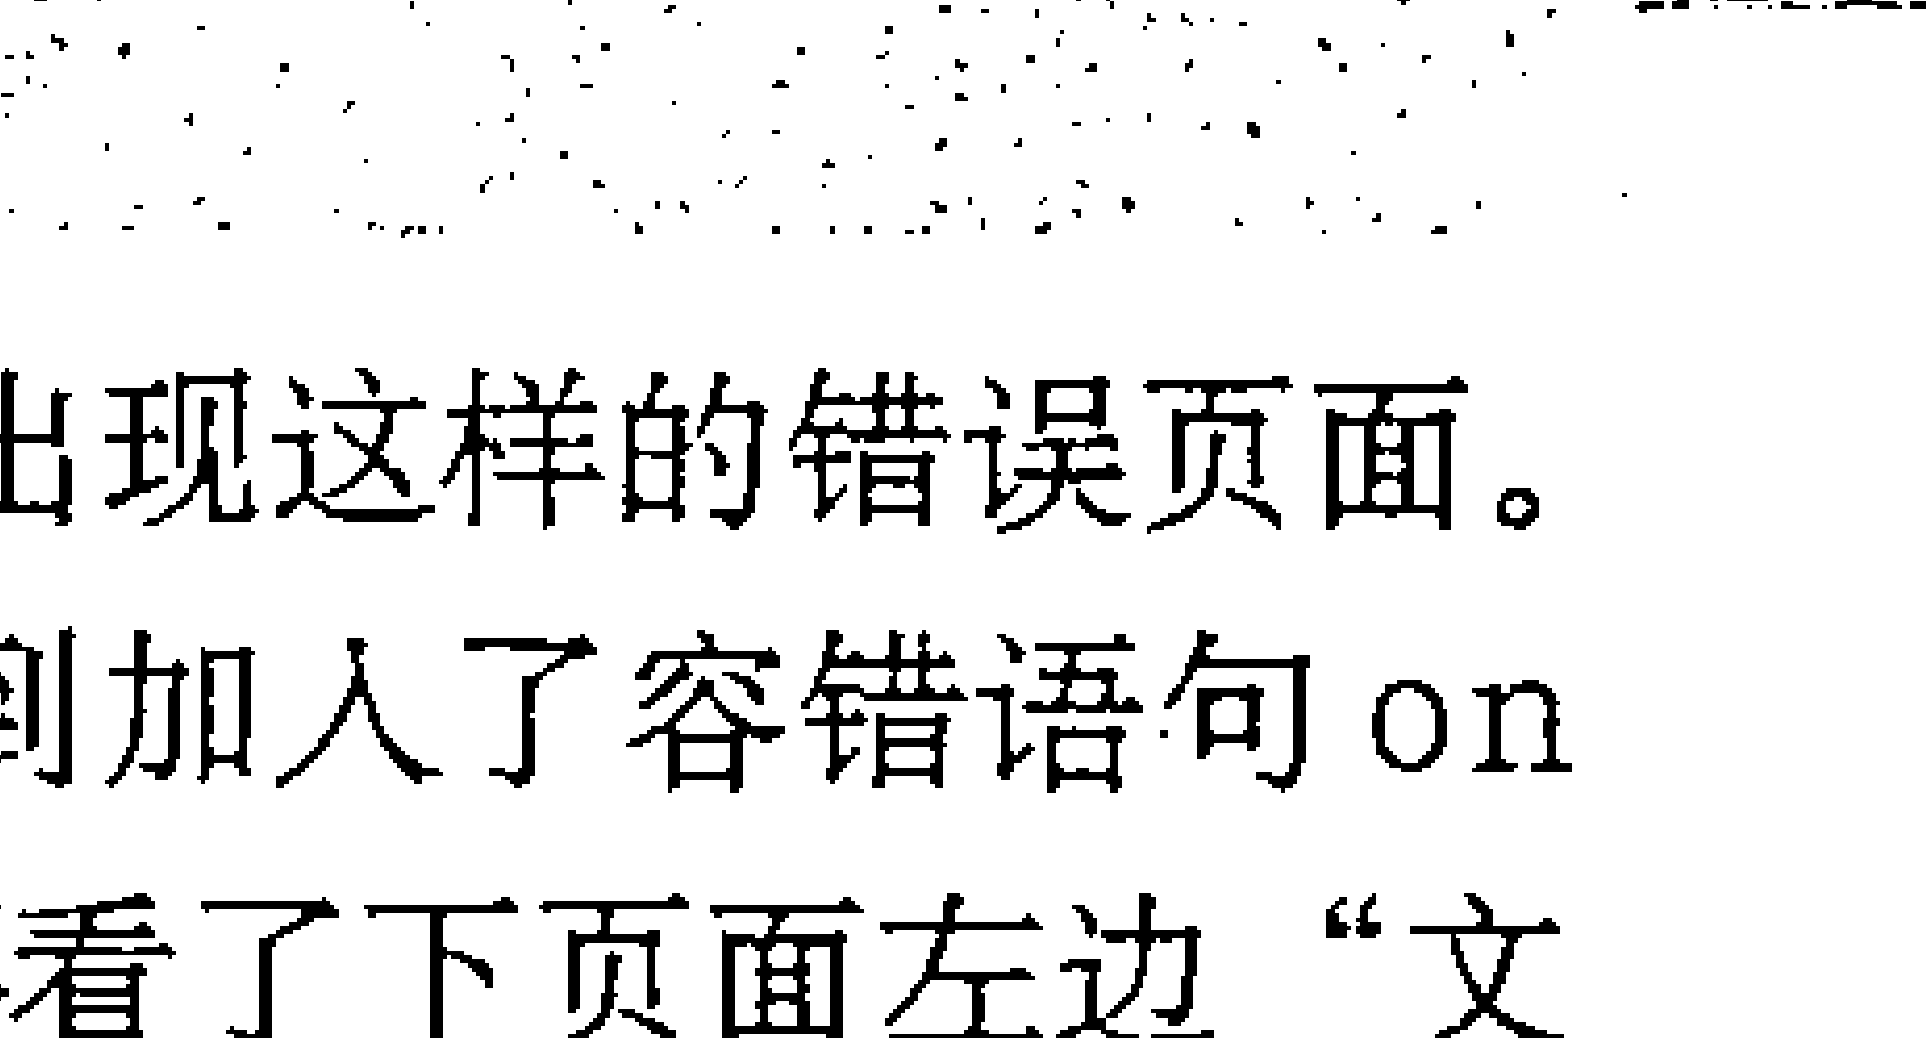 出现这样的错误页面。
到加入了容错语句 on
看了下页面左边 “文